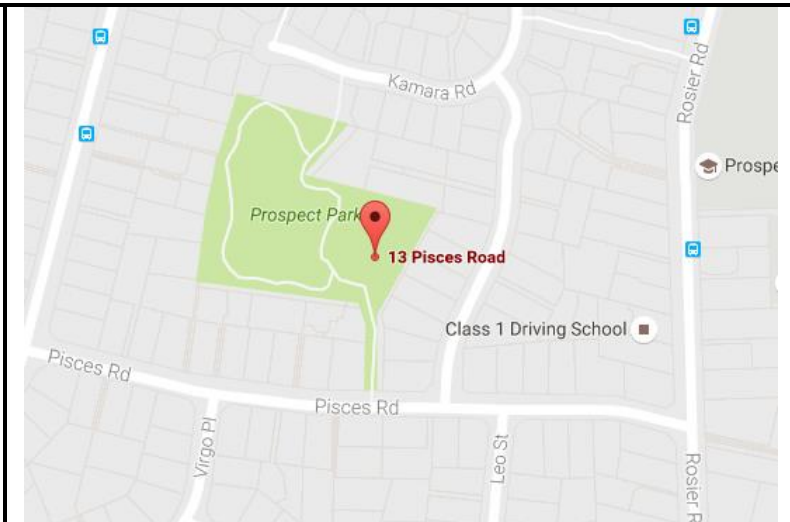 Kamara Rd
Rosier Rd
Prospe
Prospect Park
13 Pisces Road
Class 1 Driving School
Pisces Rd
Pisces Rd
Virgo Pl
Leo St
Rosier R